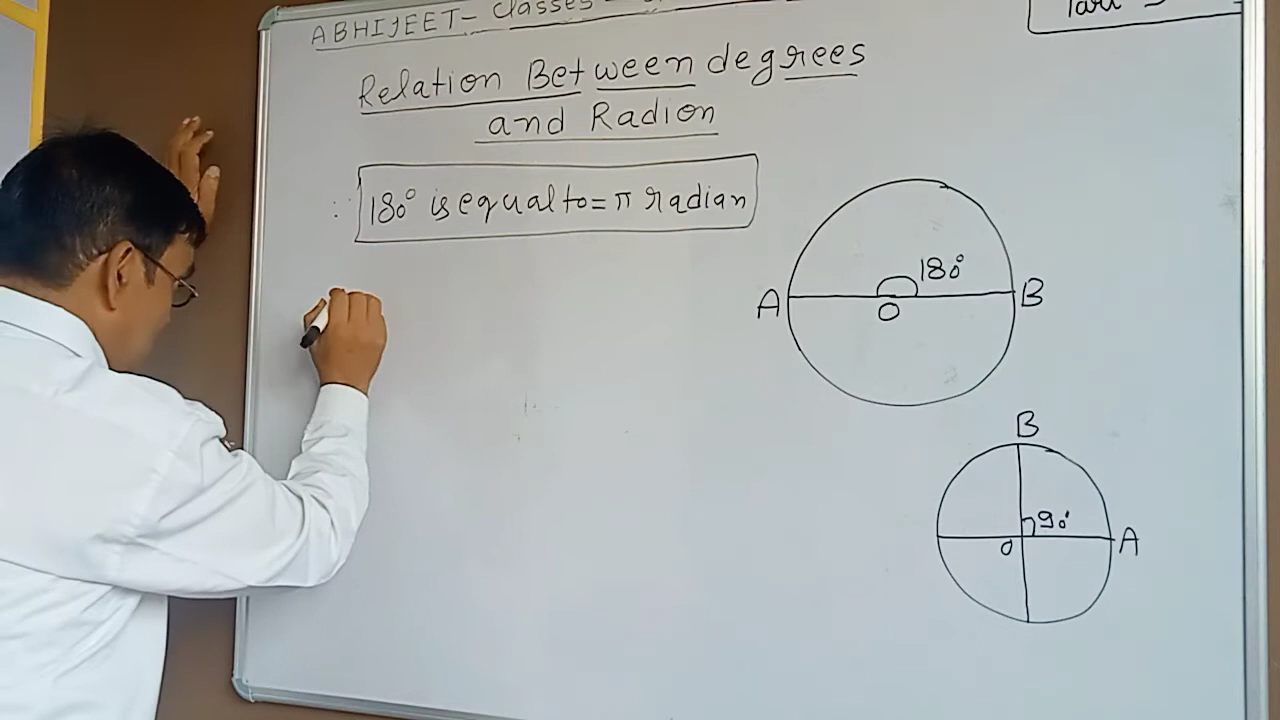 ABHIJEET- Classes -
Relation Between degrees
and Radion
∴ 180° is equal to = π radian
180°
A
O
B
B
90°
O
A